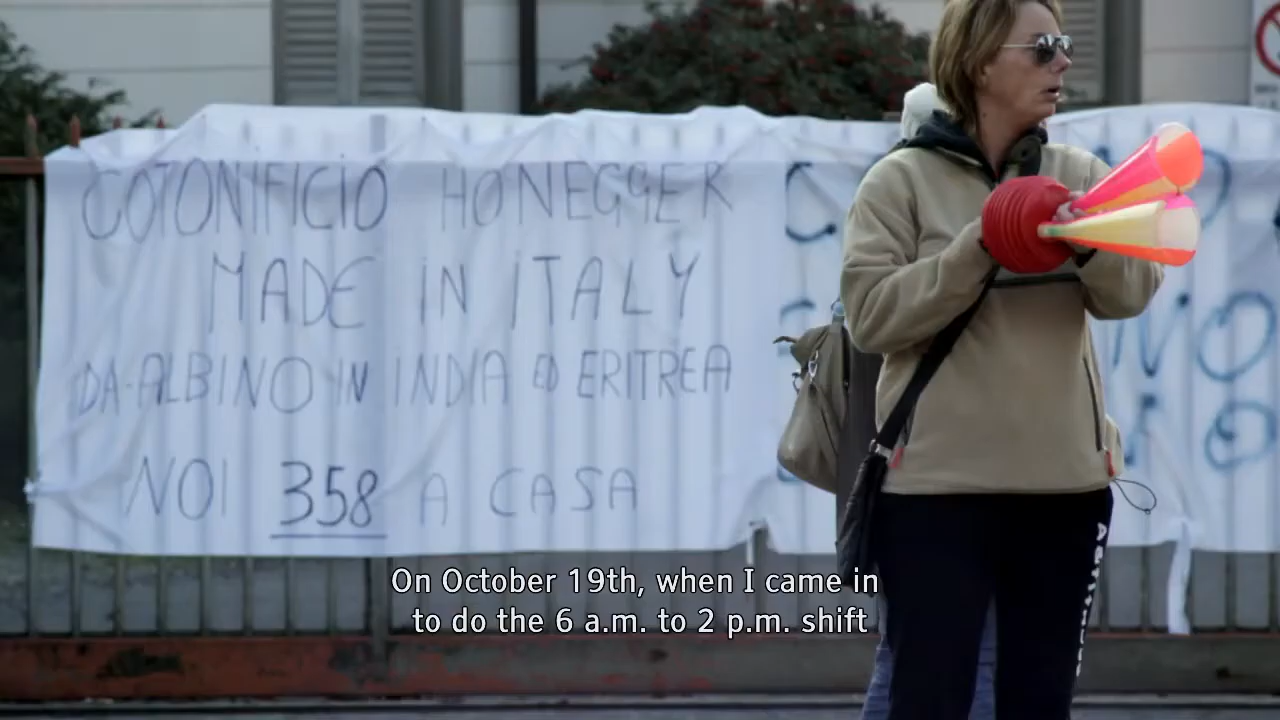 COTONIFICIO HONEGGER
MADE IN ITALY
DA ALBINO IN INDIA ED ERITREA
NOI 358 A CASA
On October 19th, when I came in
to do the 6 a.m. to 2 p.m. shift